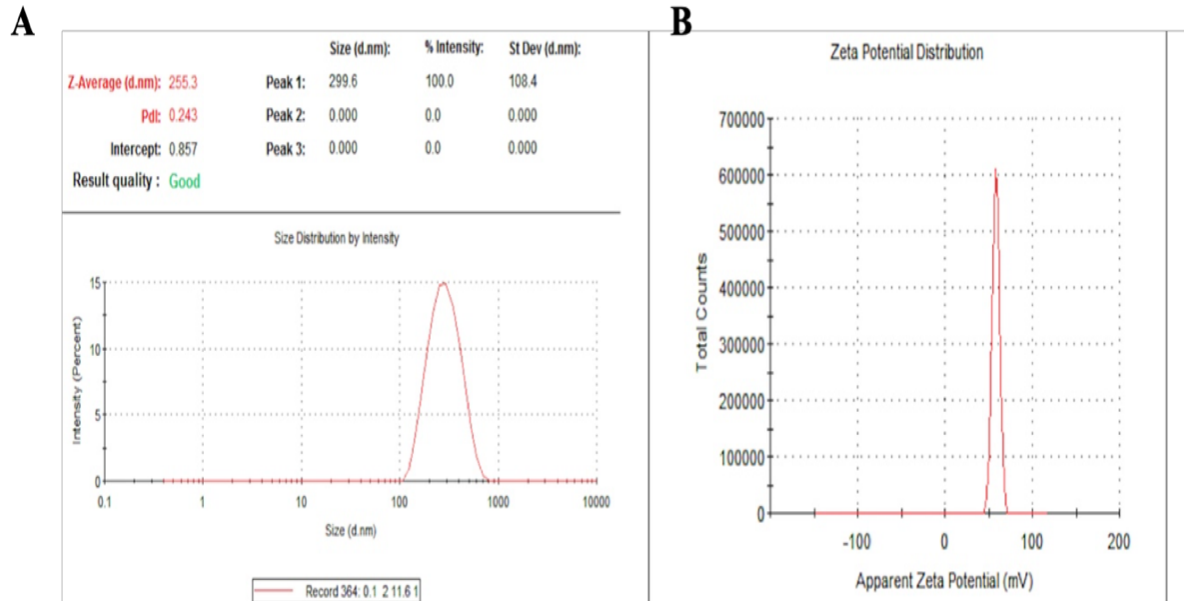 A
Size (d.nm): % Intensity: St Dev (d.nm):
Z-Average (d.nm): 255.3 Peak 1: 299.6 100.0 108.4
PdI: 0.243 Peak 2: 0.000 0.0 0.000
Intercept: 0.857 Peak 3: 0.000 0.0 0.000
Result quality : Good
Size Distribution by Intensity
Intensity (Percent)
15
10
5
0
0.1 1 10 100 1000 10000
Size (d.nm)
Record 364: 0.1 2 11.6 1
B
Zeta Potential Distribution
Total Counts
700000
600000
500000
400000
300000
200000
100000
0
-100 0 100 200
Apparent Zeta Potential (mV)